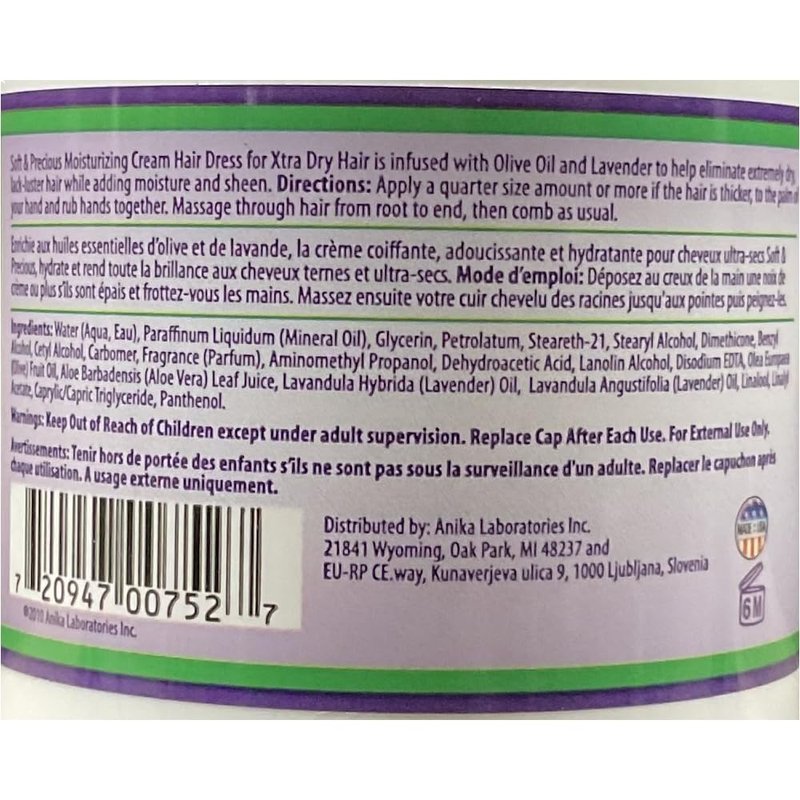 Soft & Precious Moisturizing Cream Hair Dress for Xtra Dry Hair is infused with Olive Oil and Lavender to help eliminate extremely dry,
lack-luster hair while adding moisture and sheen. Directions: Apply a quarter size amount or more if the hair is thicker, to the palm of
your hand and rub hands together. Massage through hair from root to end, then comb as usual.
Enrichie aux huiles essentielles d'olive et de lavande, la crème coiffante, adoucissante et hydratante pour cheveux ultra-secs Soft &
Precious, hydrate et rend toute la brillance aux cheveux ternes et ultra-secs. Mode d'emploi: Déposez au creux de la main une noix de
crème ou plus s'ils sont épais et frottez-vous les mains. Massez ensuite votre cuir chevelu des racines jusqu'aux pointes puis peignez-les.
Ingredients: Water (Aqua, Eau), Paraffinum Liquidum (Mineral Oil), Glycerin, Petrolatum, Steareth-21, Stearyl Alcohol, Dimethicone, Benzyl
Alcohol, Cetyl Alcohol, Carbomer, Fragrance (Parfum), Aminomethyl Propanol, Dehydroacetic Acid, Lanolin Alcohol, Disodium EDTA, Olea Europaea
(Olive) Fruit Oil, Aloe Barbadensis (Aloe Vera) Leaf Juice, Lavandula Hybrida (Lavender) Oil, Lavandula Angustifolia (Lavender) Oil, Linalool, Linalyl
Acetate, Caprylic/Capric Triglyceride, Panthenol.
Warnings: Keep Out of Reach of Children except under adult supervision. Replace Cap After Each Use. For External Use Only.
Avertissements: Tenir hors de portée des enfants s'ils ne sont pas sous la surveillance d'un adulte. Replacer le capuchon après
chaque utilisation. A usage externe uniquement.
Distributed by: Anika Laboratories Inc.
21841 Wyoming, Oak Park, MI 48237 and
EU-RP CE.way, Kunaverjeva ulica 9, 1000 Ljubljana, Slovenia
MADE IN USA
6 M
7 20947 00752 7
©2010 Anika Laboratories Inc.